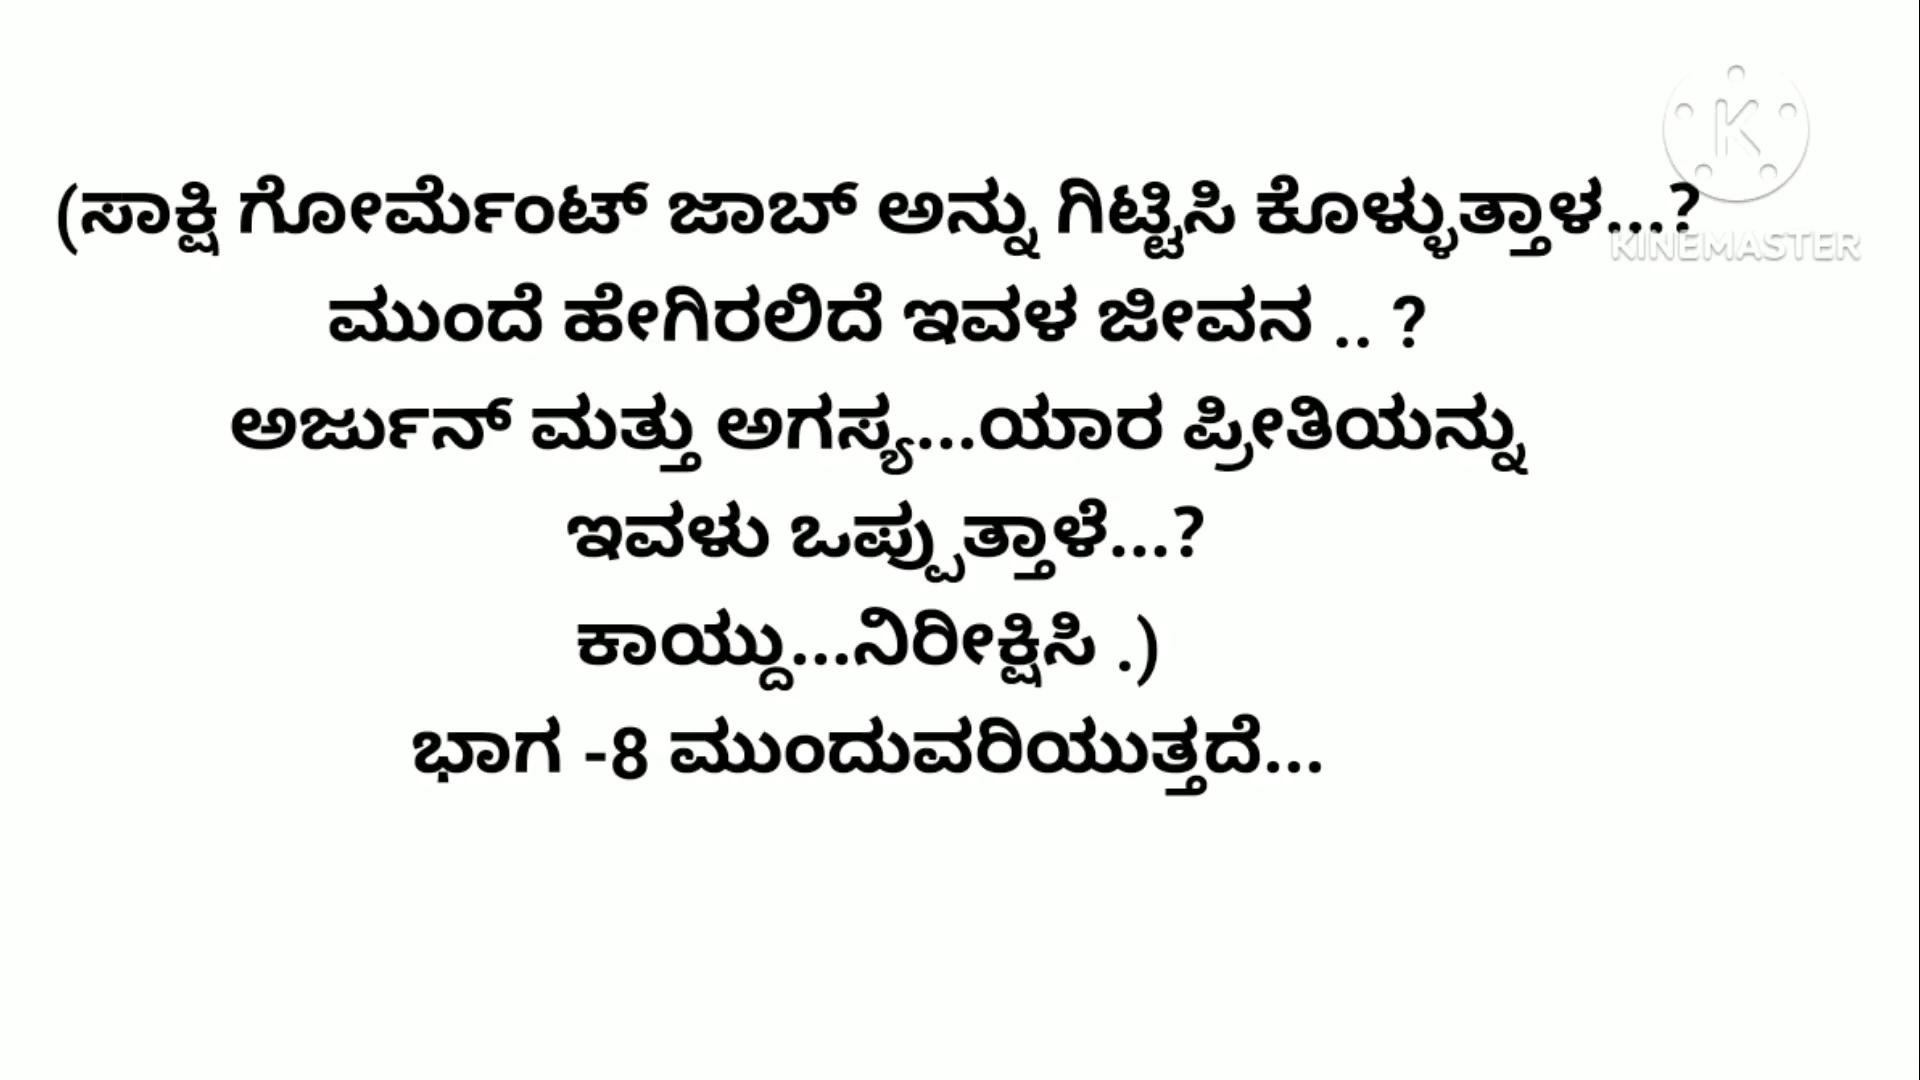 (ಸಾಕ್ಷಿ ಗೋರ್ಮೆಂಟ್ ಜಾಬ್ ಅನ್ನು ಗಿಟ್ಟಿಸಿ ಕೊಳ್ಳುತ್ತಾಳ...?
ಮುಂದೆ ಹೇಗಿರಲಿದೆ ಇವಳ ಜೀವನ .. ?
ಅರ್ಜುನ್ ಮತ್ತು ಅಗಸ್ಯ...ಯಾರ ಪ್ರೀತಿಯನ್ನು
ಇವಳು ಒಪ್ಪುತ್ತಾಳೆ...?
ಕಾಯ್ದು...ನಿರೀಕ್ಷಿಸಿ .)
ಭಾಗ -8 ಮುಂದುವರಿಯುತ್ತದೆ...
K
KINEMASTER